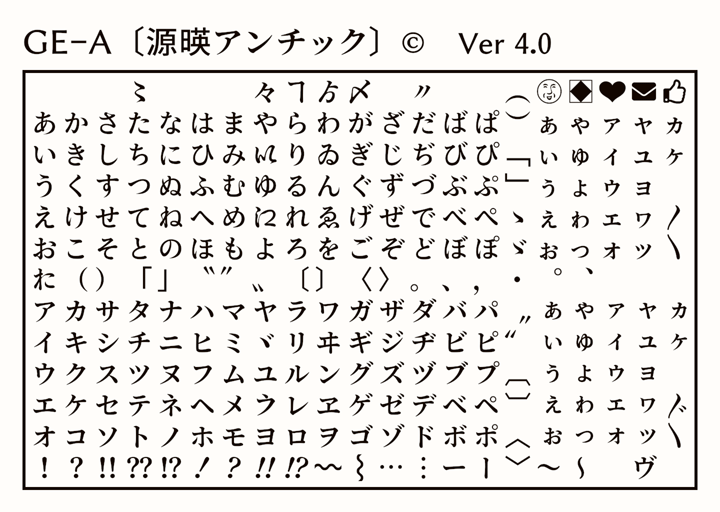 GE-A〔源暎アンチック〕© Ver 4.0
〻 々 ヿ 〆 〃 ︵ ◆ ♥ ✉ 👍
あ か さ た な は ま や ら わ が ざ だ ば ぱ ︶ ぁ ゃ ァ ャ ヵ
い き し ち に ひ み り ゐ ぎ じ ぢ び ぴ ﹁ ぃ ゅ ィ ュ ヶ
う く す つ ぬ ふ む ゆ る ん ぐ ず づ ぶ ぷ ﹂ ぅ ょ ゥ ョ
え け せ て ね へ め れ ゑ げ ぜ で べ ぺ ゝ ぇ ゎ ェ ヮ 〳
お こ そ と の ほ も よ ろ を ご ぞ ど ぼ ぽ ゞ ぉ っ ォ ッ 〵
( ) 「 」 〝 〔 〕 〈 〉 。 、 , ・ ° 、
ア カ サ タ ナ ハ マ ヤ ラ ワ ガ ザ ダ バ パ 〟 ぁ ゃ ァ ャ ヵ
イ キ シ チ ニ ヒ ミ ヾ リ ヰ ギ ジ ヂ ビ ピ 〝 ぃ ゅ ィ ュ ヶ
ウ ク ス ツ ヌ フ ム ユ ル ン グ ズ ヅ ブ プ ︹ ぅ ょ ゥ ョ
エ ケ セ テ ネ ヘ メ ウ レ ヱ ゲ ゼ デ ベ ペ ︺ ぇ ゎ ェ ヮ 〴
オ コ ソ ト ノ ホ モ ヨ ロ ヲ ゴ ゾ ド ボ ポ ︿ ぉ っ ォ ッ 〵
! ? !! ?? !? ! ? !! !? … ⋮ ー ﹀ 〜 ヴ